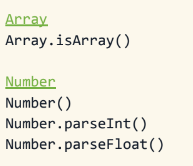 Array
Array.isArray()
Number
Number()
Number.parseInt()
Number.parseFloat()